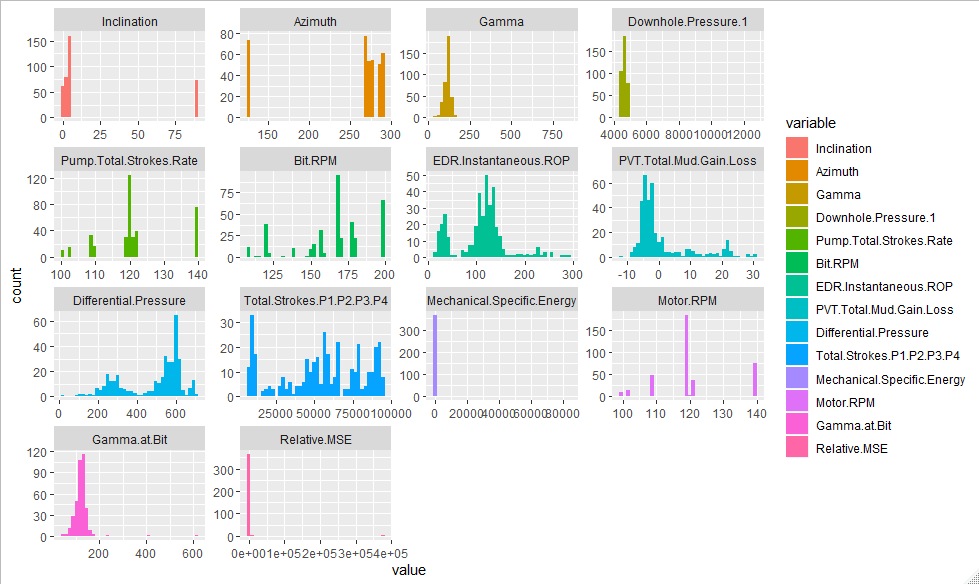 Inclination
Azimuth
Gamma
Downhole.Pressure.1
150
100
50
0
80
60
40
20
0
150
100
50
0
150
100
50
0
0 25 50 75
150 200 250 300
0 250 500 750
4000 6000 8000 10000 12000
Pump.Total.Strokes.Rate
Bit.RPM
EDR.Instantaneous.ROP
PVT.Total.Mud.Gain.Loss
120
80
40
0
75
50
25
0
50
40
30
20
10
0
60
40
20
0
100 110 120 130 140
125 150 175 200
0 100 200 300
-10 0 10 20 30
Differential.Pressure
Total.Strokes.P1.P2.P3.P4
Mechanical.Specific.Energy
Motor.RPM
60
40
20
0
30
20
10
0
300
200
100
0
150
100
50
0
0 200 400 600
25000 50000 75000 100000
0 20000 40000 60000 80000
100 110 120 130 140
Gamma.at.Bit
Relative.MSE
120
90
60
30
0
300
200
100
0
200 400 600
0e+00 1e+05 2e+05 3e+05 4e+05
count
value
variable
Inclination
Azimuth
Gamma
Downhole.Pressure.1
Pump.Total.Strokes.Rate
Bit.RPM
EDR.Instantaneous.ROP
PVT.Total.Mud.Gain.Loss
Differential.Pressure
Total.Strokes.P1.P2.P3.P4
Mechanical.Specific.Energy
Motor.RPM
Gamma.at.Bit
Relative.MSE